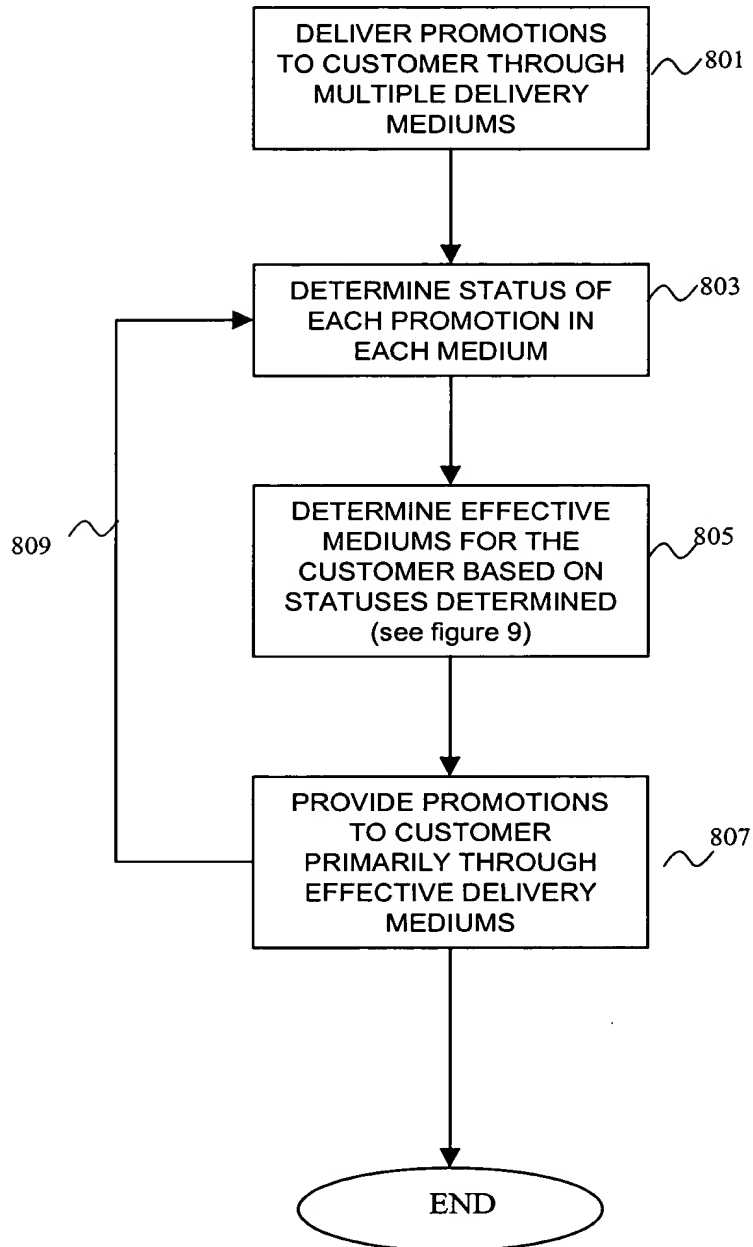 DELIVER PROMOTIONS
TO CUSTOMER THROUGH
MULTIPLE DELIVERY
MEDIUMS
801
DETERMINE STATUS OF
EACH PROMOTION IN
EACH MEDIUM
803
DETERMINE EFFECTIVE
MEDIUMS FOR THE
CUSTOMER BASED ON
STATUSES DETERMINED
(see figure 9)
805
809
PROVIDE PROMOTIONS
TO CUSTOMER
PRIMARILY THROUGH
EFFECTIVE DELIVERY
MEDIUMS
807
END